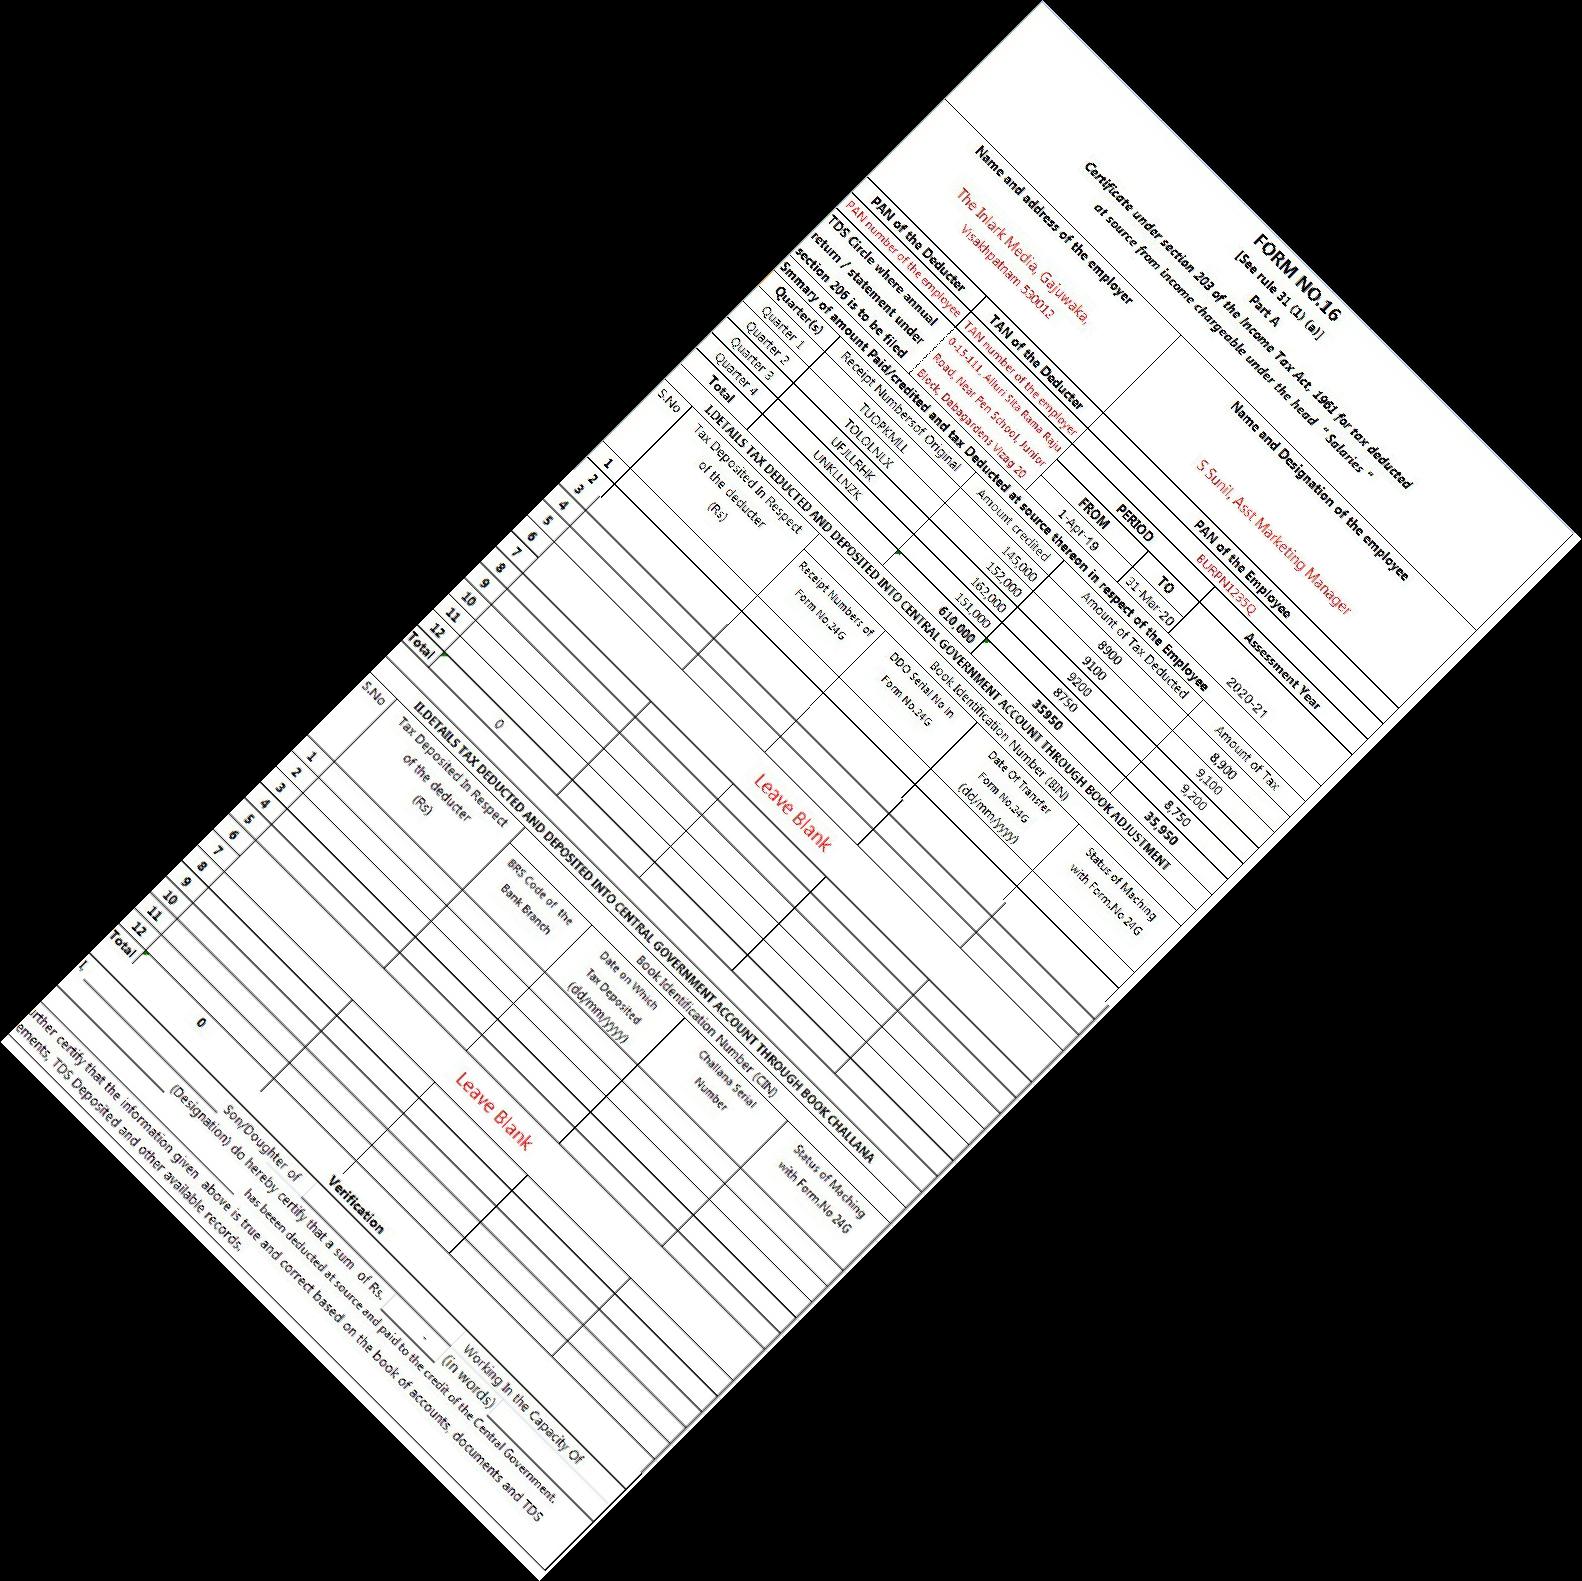 FORM NO.16
[See rule 31 (1) (a)]
Part A
Certificate under section 203 of the Income Tax Act, 1961 for tax deducted
at source from income chargeable under the head " Salaries "
Name and address of the employer
Name and Designation of the employee
The Inlark Media, Gajuwaka,
Visakhpatnam 530012
S Sunil, Asst Marketing Manager
PAN of the Deducter
TAN of the Deducter
PAN of the Employee
PAN number of the employee
TAN number of the employer
BURPN1235Q
TDS Circle where annual
return / statement under
section 206 is to be filed
0-15-411, Alluri Sita Rama Raju
Road, Near Pen School, Junior
Block, Dabagardens Vizag 20
PERIOD
Assessment Year
FROM
TO
1-Apr-19
31-Mar-20
2020-21
Smmary of amount Paid/credited and tax Deducted at source thereon in respect of the Employee
Quarter(s)
Receipt Numbersof Original
Amount credited
Amount of Tax Deducted
Amount of Tax
Quarter 1 TUOPKMLL 145,000 8900 8,900
Quarter 2 TOLOLNLX 152,000 9100 9,100
Quarter 3 UFJLLRHK 162,000 9200 9,200
Quarter 4 UNKLLNZK 151,000 8750 8,750
Total 610,000 35950 35,950
I.DETAILS TAX DEDUCTED AND DEPOSITED INTO CENTRAL GOVERNMENT ACCOUNT THROUGH BOOK ADJUSTMENT
S.No
Tax Deposited In Respect
of the deducter
(Rs)
Book Identification Number (BIN)
Receipt Numbers of
Form No.24G
DDO Serial No in
Form No.24G
Date Of Transfer
Form No.24G
(dd/mm/yyyy)
Status of Maching
with Form.No 24G
1
2
3
4
5
6
7
8
9
10
11
12
Leave Blank
Total 0
II.DETAILS TAX DEDUCTED AND DEPOSITED INTO CENTRAL GOVERNMENT ACCOUNT THROUGH BOOK CHALLANA
S.No
Tax Deposited In Respect
of the deducter
(Rs)
Book Identification Number (CIN)
BRS Code of the
Bank Branch
Date on Which
Tax Deposited
(dd/mm/yyyy)
Challana Serial
Number
Status of Maching
with Form.No 24G
1
2
3
4
5
6
7
8
9
10
11
12
Leave Blank
Total 0
Verification
I, Son/Doughter of Working In the Capacity Of
(Designation) do hereby certify that a sum of Rs. - (in words)
has beeen deducted at source and paid to the credit of the Central Government.
urther certify that the information given above is true and correct based on the book of accounts, documents and TDS
ements, TDS Deposited and other available records.